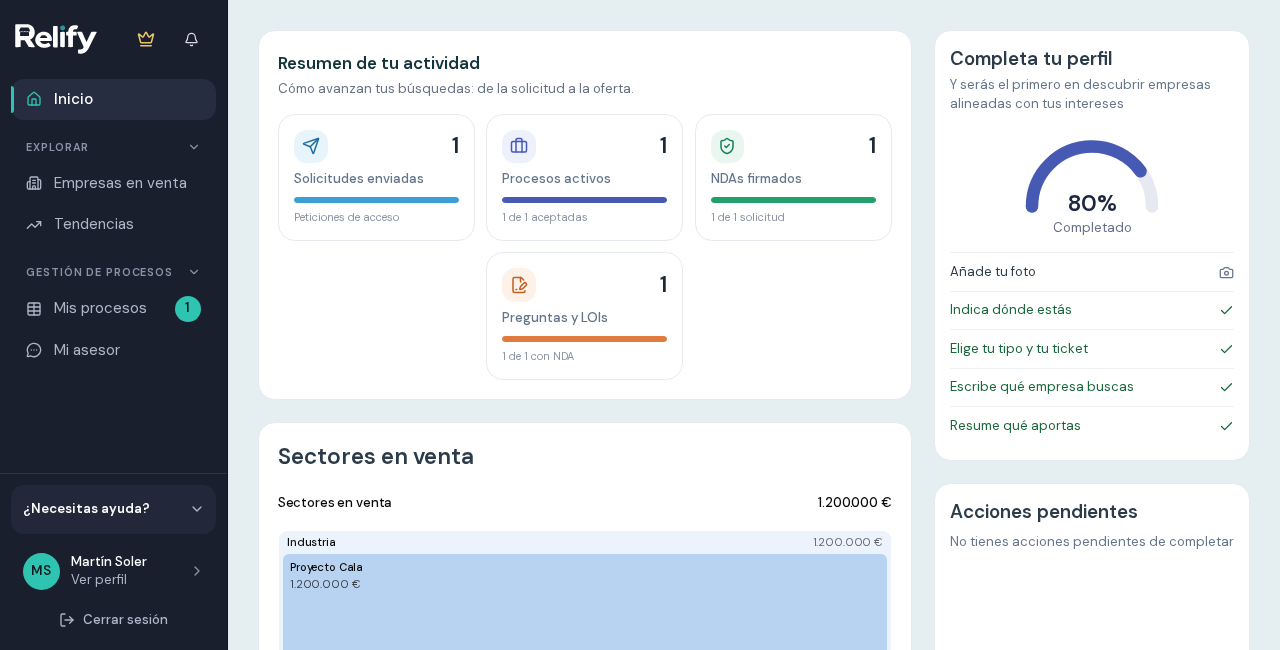 Relify
Inicio
EXPLORAR
Empresas en venta
Tendencias
GESTIÓN DE PROCESOS
Mis procesos
1
Mi asesor
¿Necesitas ayuda?
MS
Martín Soler
Ver perfil
Cerrar sesión
Resumen de tu actividad
Cómo avanzan tus búsquedas: de la solicitud a la oferta.
1
Solicitudes enviadas
Peticiones de acceso
1
Procesos activos
1 de 1 aceptadas
1
NDAs firmados
1 de 1 solicitud
1
Preguntas y LOIs
1 de 1 con NDA
Sectores en venta
Sectores en venta 1.200.000 €
Industria 1.200.000 €
Proyecto Cala
1.200.000 €
Completa tu perfil
Y serás el primero en descubrir empresas
alineadas con tus intereses
80%
Completado
Añade tu foto
Indica dónde estás
Elige tu tipo y tu ticket
Escribe qué empresa buscas
Resume qué aportas
Acciones pendientes
No tienes acciones pendientes de completar